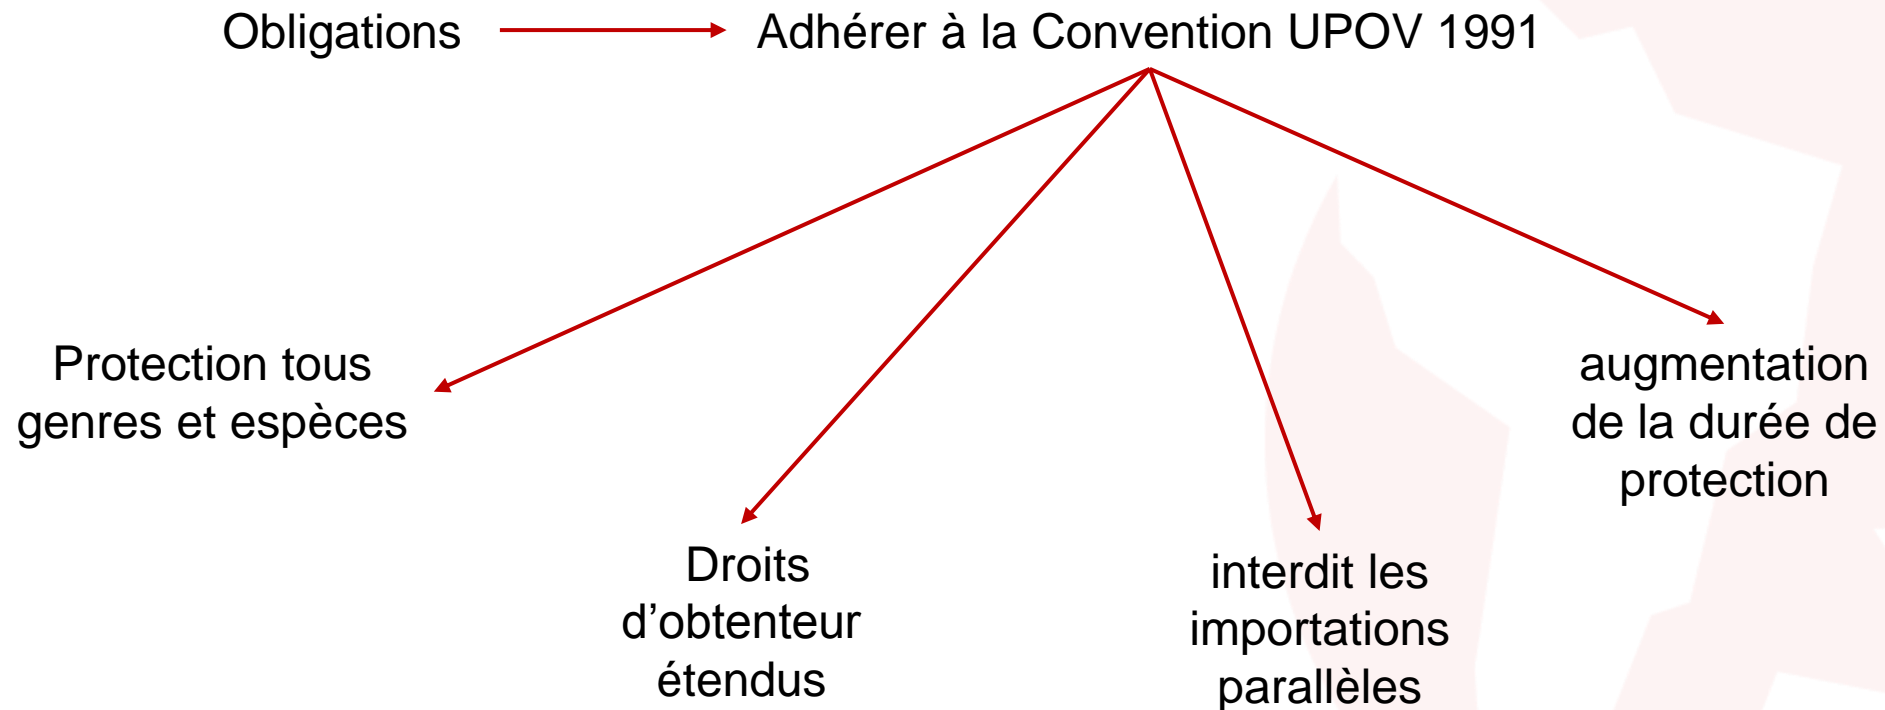 Obligations
Adhérer à la Convention UPOV 1991
Protection tous
genres et espèces
Droits
d’obtenteur
étendus
interdit les
importations
parallèles
augmentation
de la durée de
protection